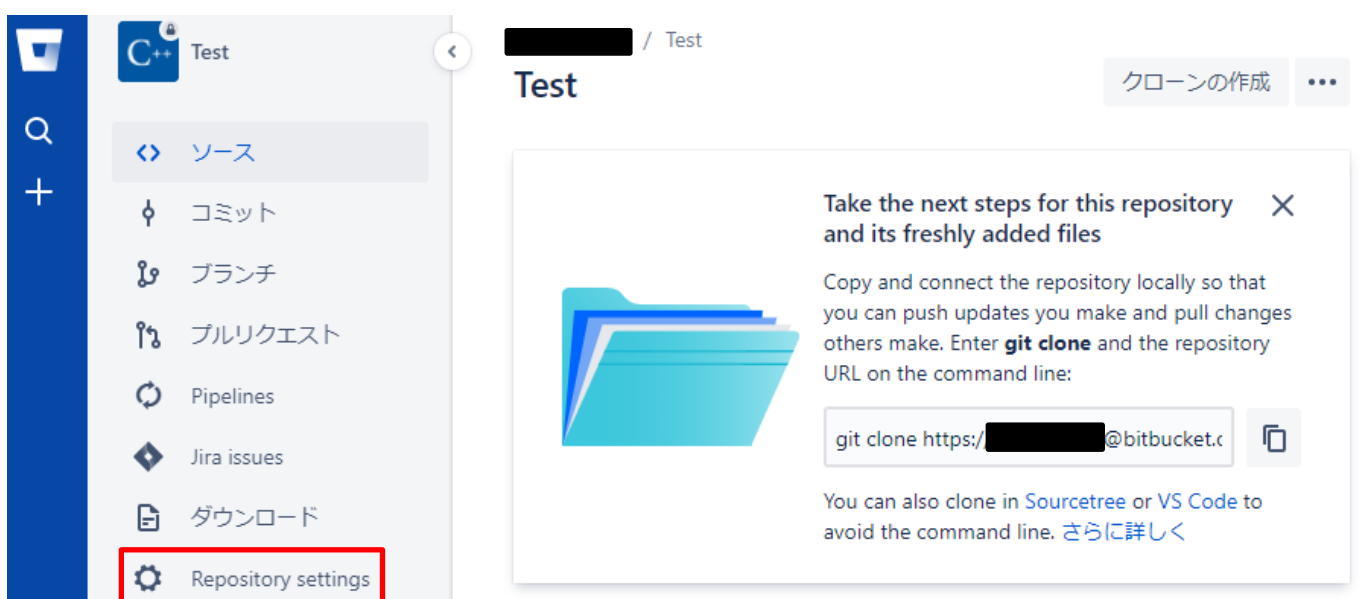 C++
Test
ソース
コミット
ブランチ
プルリクエスト
Pipelines
Jira issues
ダウンロード
Repository settings
/ Test
Test
クローンの作成
Take the next steps for this repository
and its freshly added files
Copy and connect the repository locally so that
you can push updates you make and pull changes
others make. Enter git clone and the repository
URL on the command line:
git clone https:/ @bitbucket.c
You can also clone in Sourcetree or VS Code to
avoid the command line. さらに詳しく